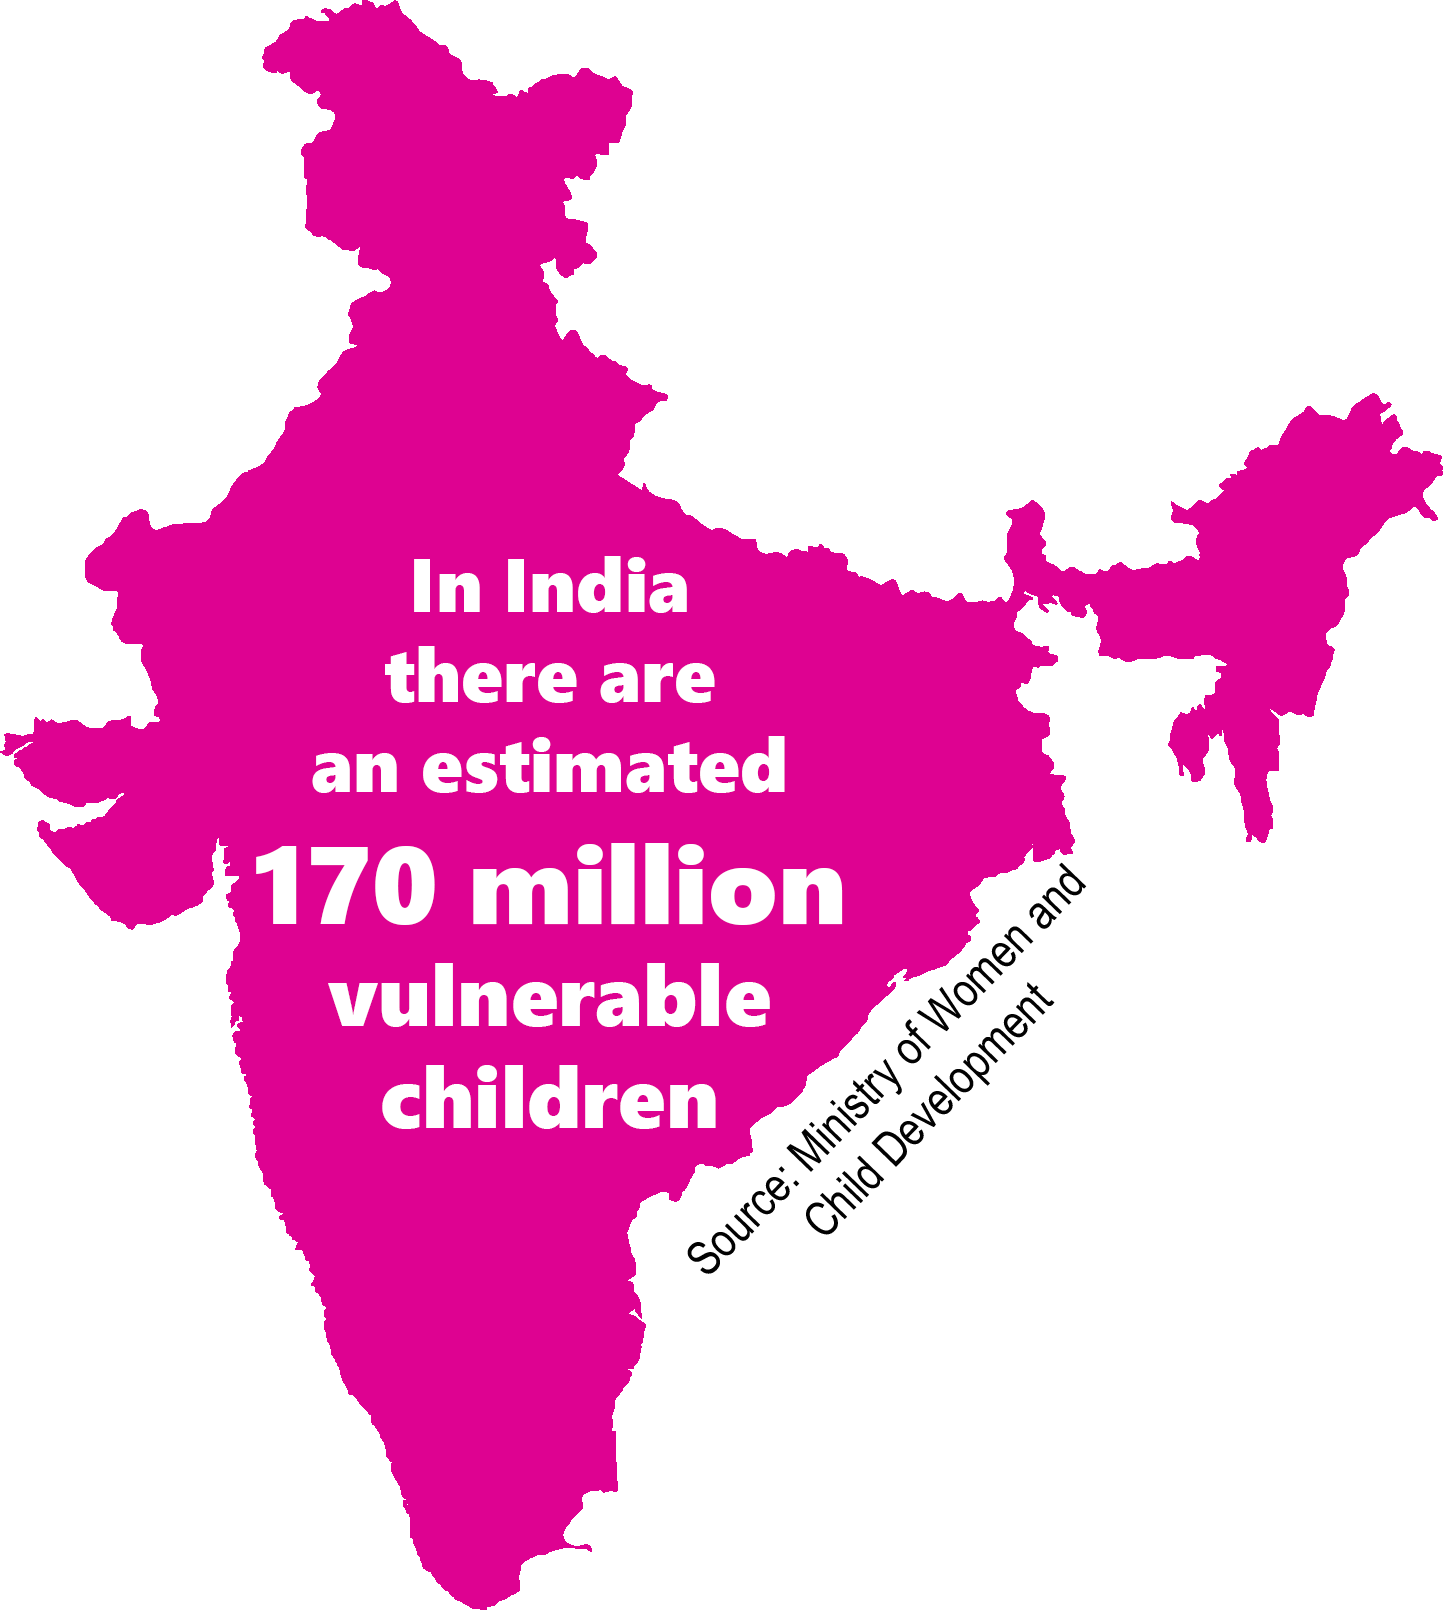 In India
there are
an estimated
170 million
vulnerable
children
Source: Ministry of Women and
Child Development